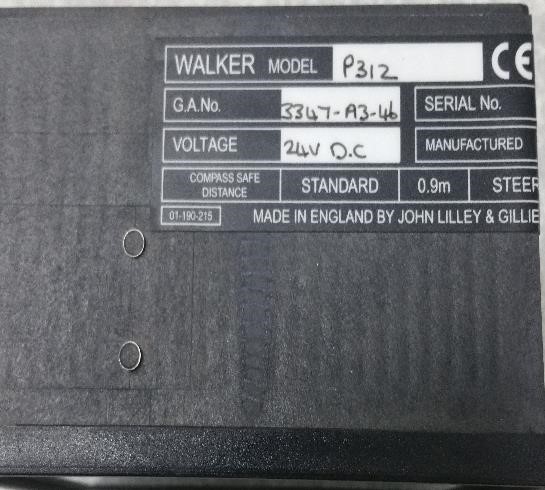 WALKER MODEL P312 CE
G.A.No. 3347-A3-46 SERIAL No.
VOLTAGE 24V D.C MANUFACTURED
COMPASS SAFE DISTANCE STANDARD 0.9m STEER
01-190-215 MADE IN ENGLAND BY JOHN LILLEY & GILLIE